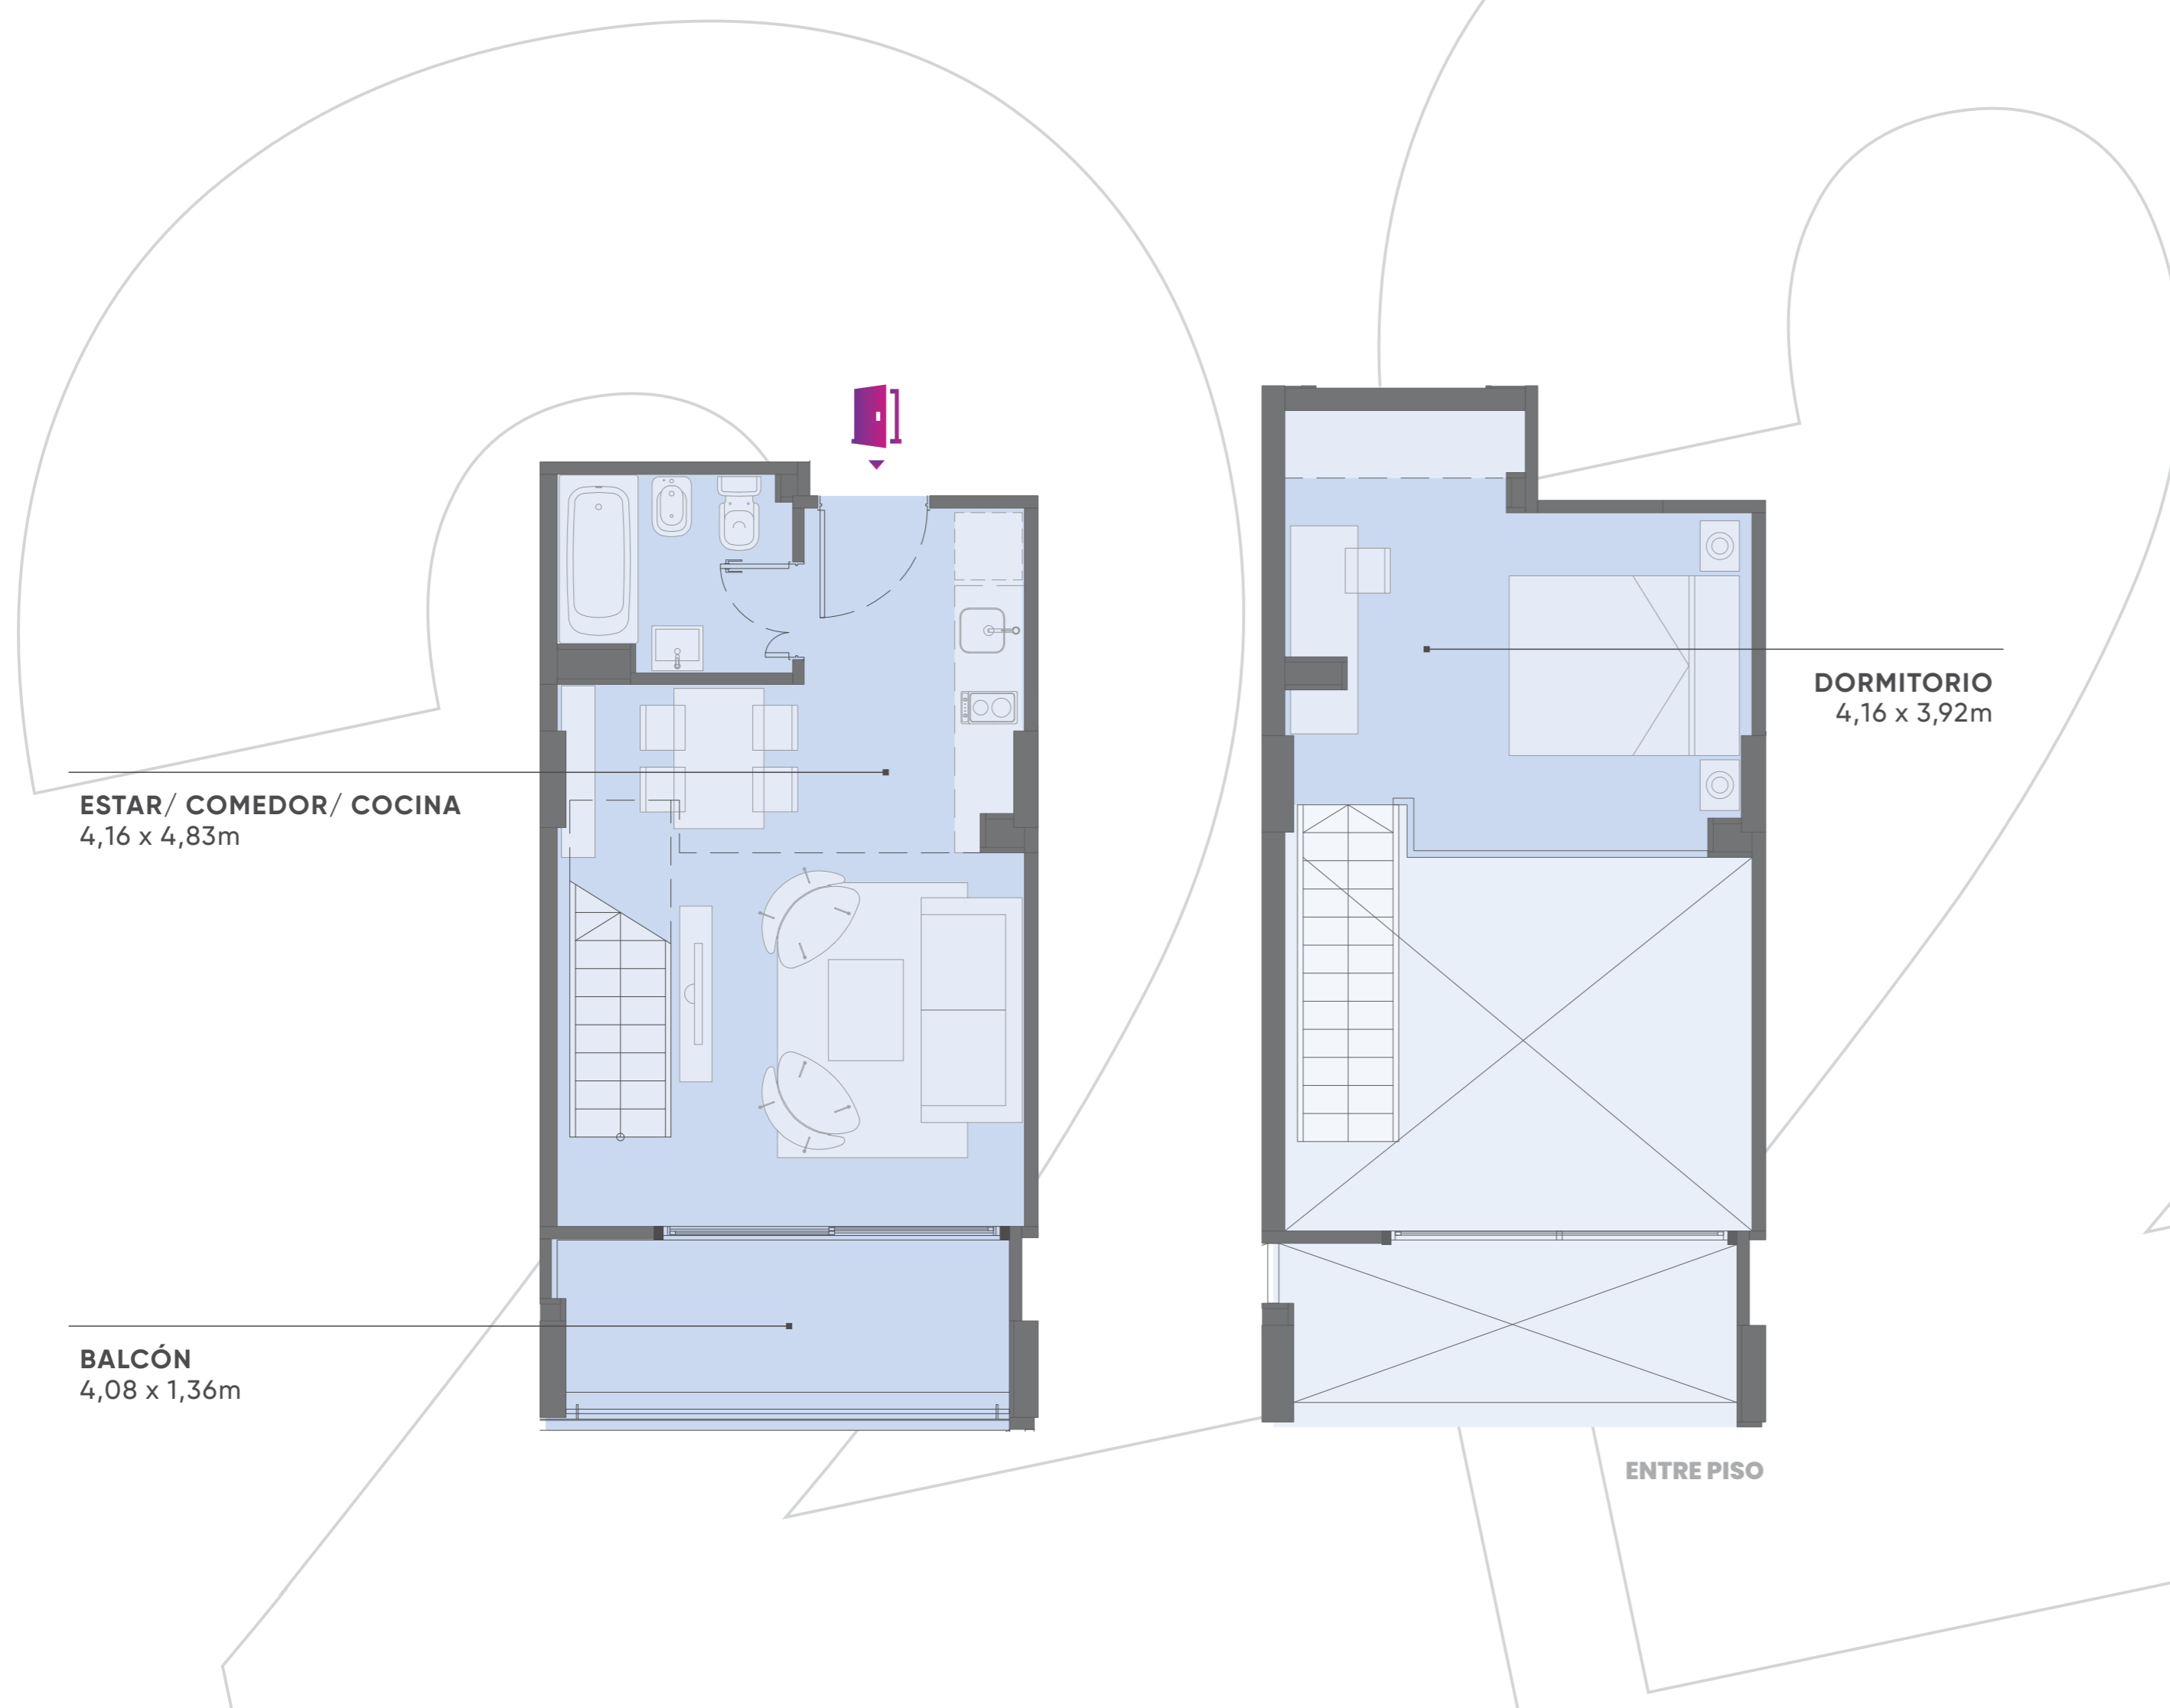 ESTAR/ COMEDOR/ COCINA
4,16 x 4,83m
BALCÓN
4,08 x 1,36m
DORMITORIO
4,16 x 3,92m
ENTRE PISO